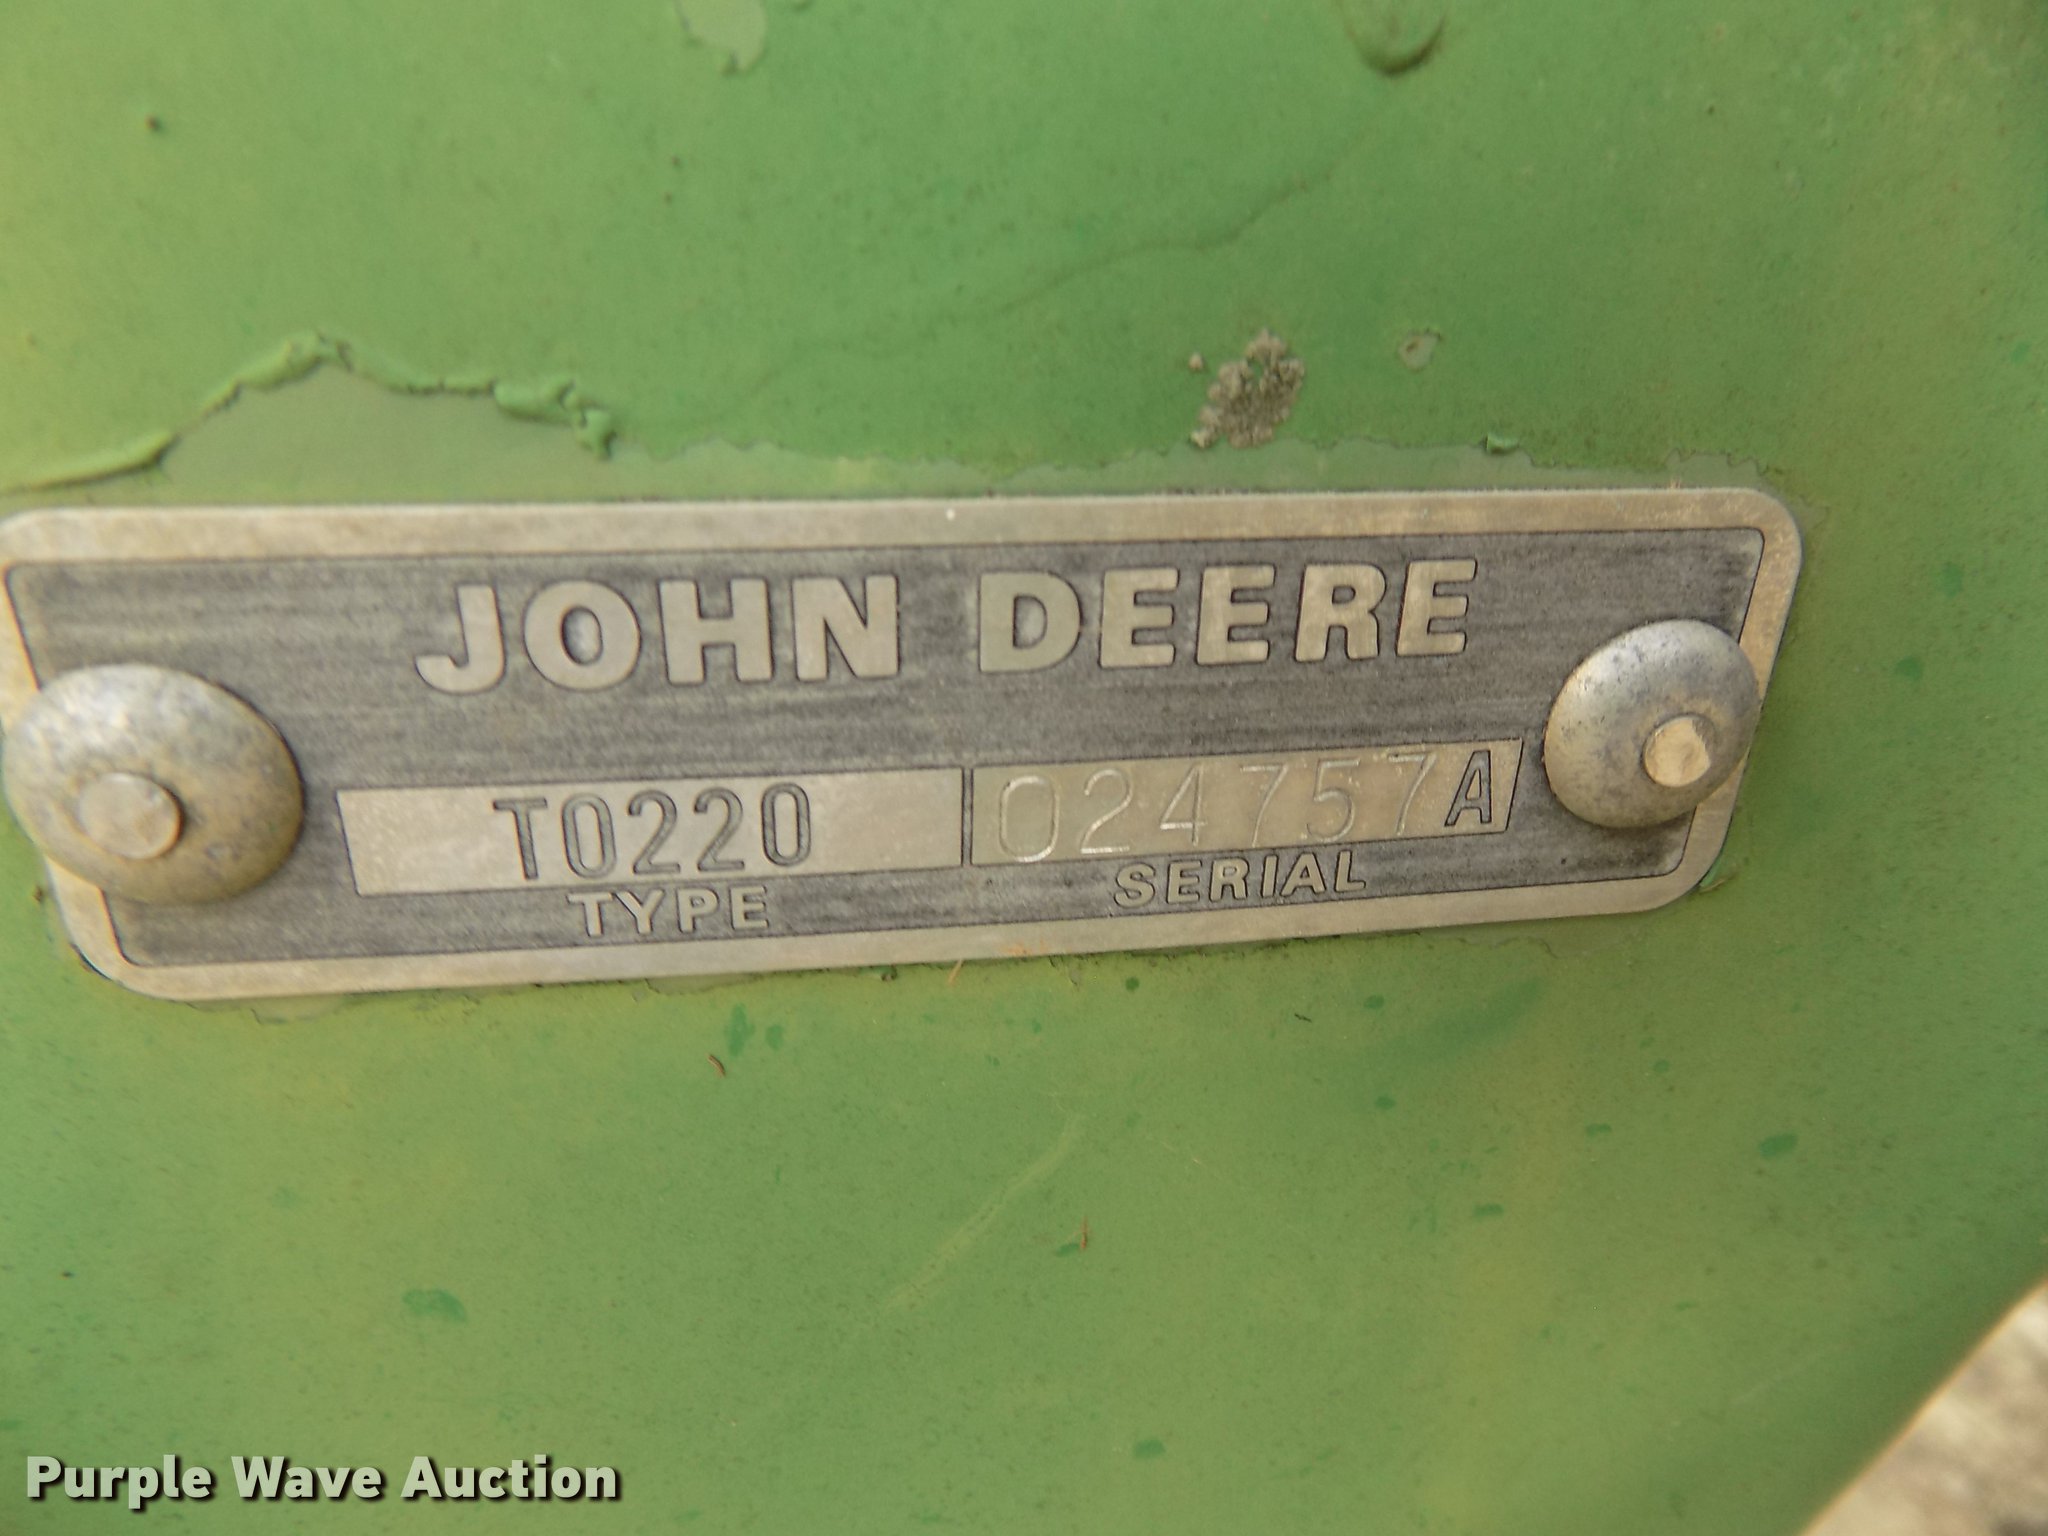 JOHN DEERE
T0220 024757A
TYPE SERIAL
Purple Wave Auction